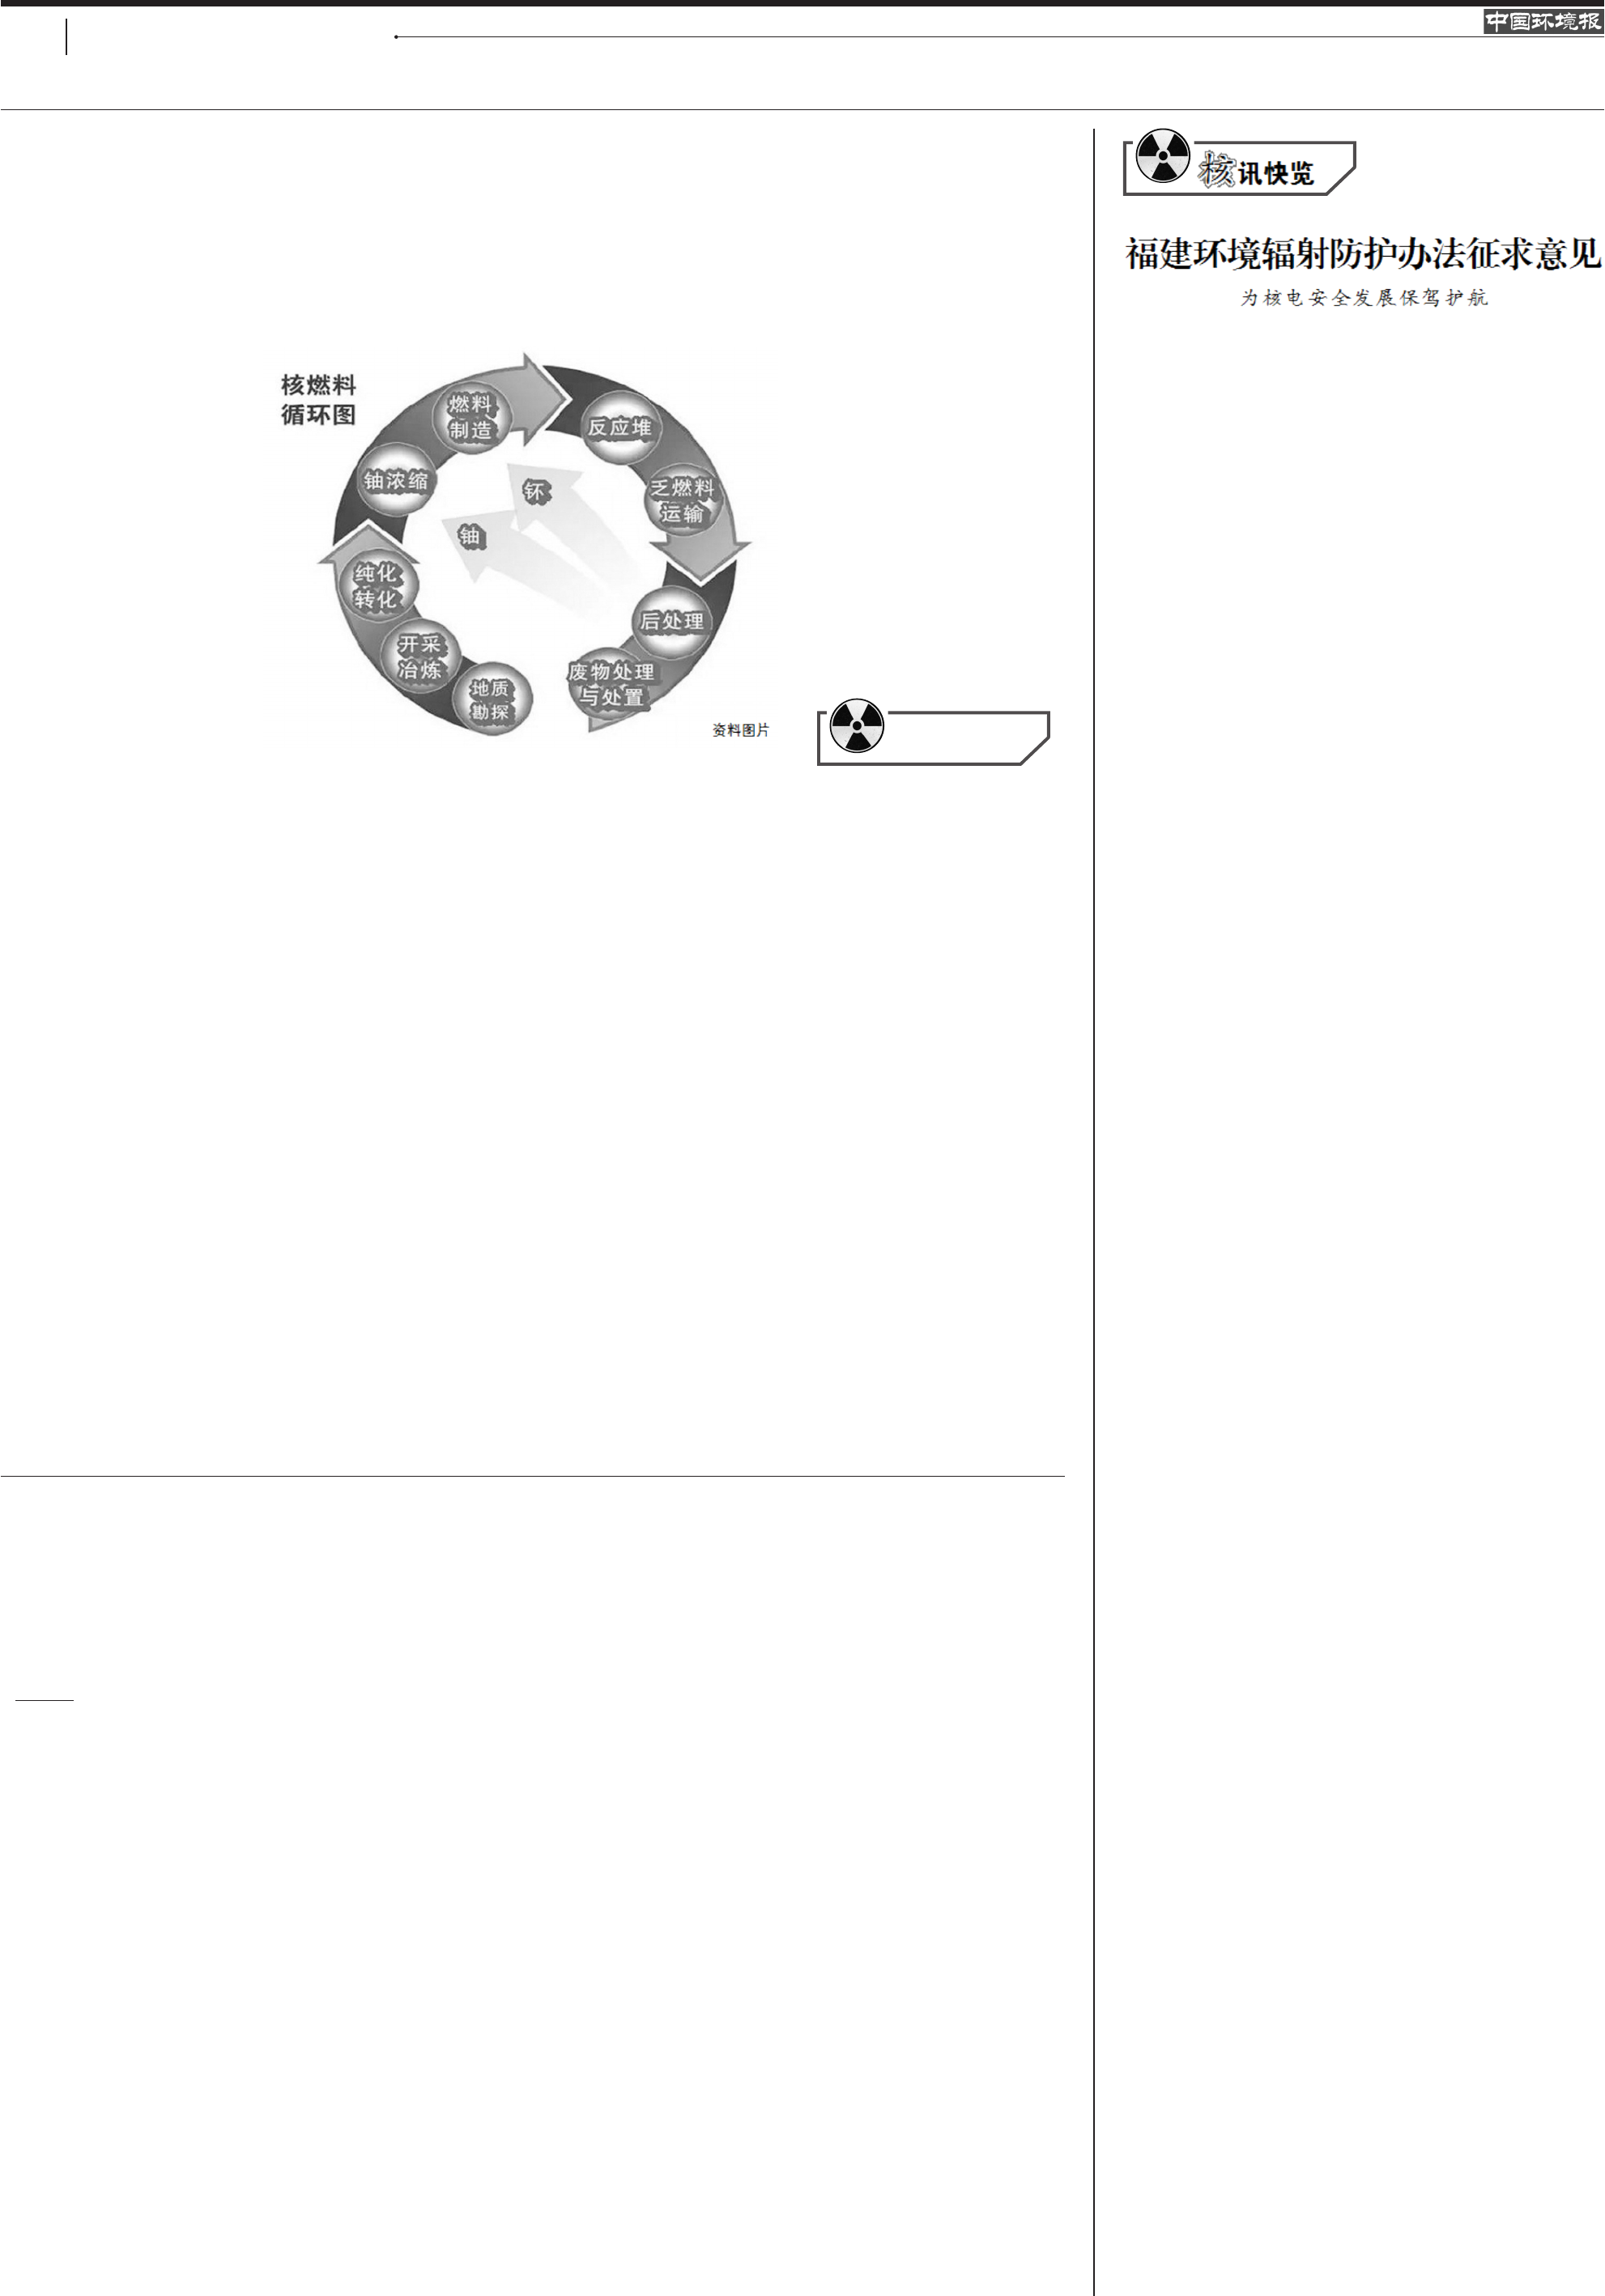 中国环境报
核讯快览
福建环境辐射防护办法征求意见
为核电安全发展保驾护航
核燃料
循环图
燃料
制造
反应堆
铀浓缩
钚
乏燃料
运输
铀
纯化
转化
后处理
开采
冶炼
废物处理
与处置
地质
勘探
资料图片